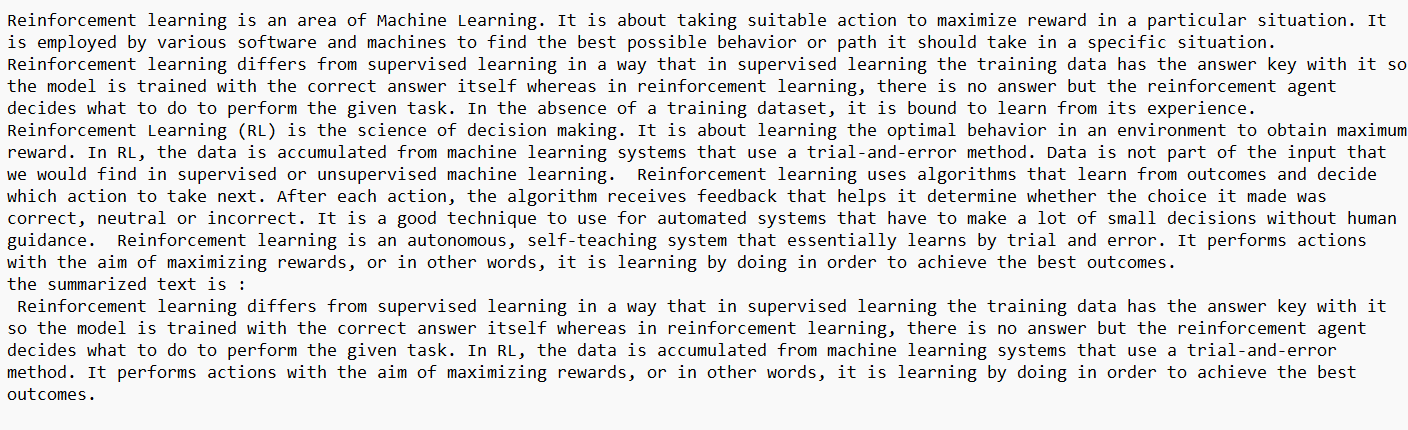 Reinforcement learning is an area of Machine Learning. It is about taking suitable action to maximize reward in a particular situation. It
is employed by various software and machines to find the best possible behavior or path it should take in a specific situation.
Reinforcement learning differs from supervised learning in a way that in supervised learning the training data has the answer key with it so
the model is trained with the correct answer itself whereas in reinforcement learning, there is no answer but the reinforcement agent
decides what to do to perform the given task. In the absence of a training dataset, it is bound to learn from its experience.
Reinforcement Learning (RL) is the science of decision making. It is about learning the optimal behavior in an environment to obtain maximum
reward. In RL, the data is accumulated from machine learning systems that use a trial-and-error method. Data is not part of the input that
we would find in supervised or unsupervised machine learning.  Reinforcement learning uses algorithms that learn from outcomes and decide
which action to take next. After each action, the algorithm receives feedback that helps it determine whether the choice it made was
correct, neutral or incorrect. It is a good technique to use for automated systems that have to make a lot of small decisions without human
guidance.  Reinforcement learning is an autonomous, self-teaching system that essentially learns by trial and error. It performs actions
with the aim of maximizing rewards, or in other words, it is learning by doing in order to achieve the best outcomes.
the summarized text is :
 Reinforcement learning differs from supervised learning in a way that in supervised learning the training data has the answer key with it
so the model is trained with the correct answer itself whereas in reinforcement learning, there is no answer but the reinforcement agent
decides what to do to perform the given task. In RL, the data is accumulated from machine learning systems that use a trial-and-error
method. It performs actions with the aim of maximizing rewards, or in other words, it is learning by doing in order to achieve the best
outcomes.